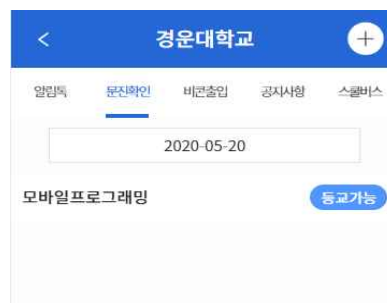 < 경운대학교 +
알림톡 문진확인 비콘출입 공지사항 스쿨버스
2020-05-20
모바일프로그래밍 등교가능